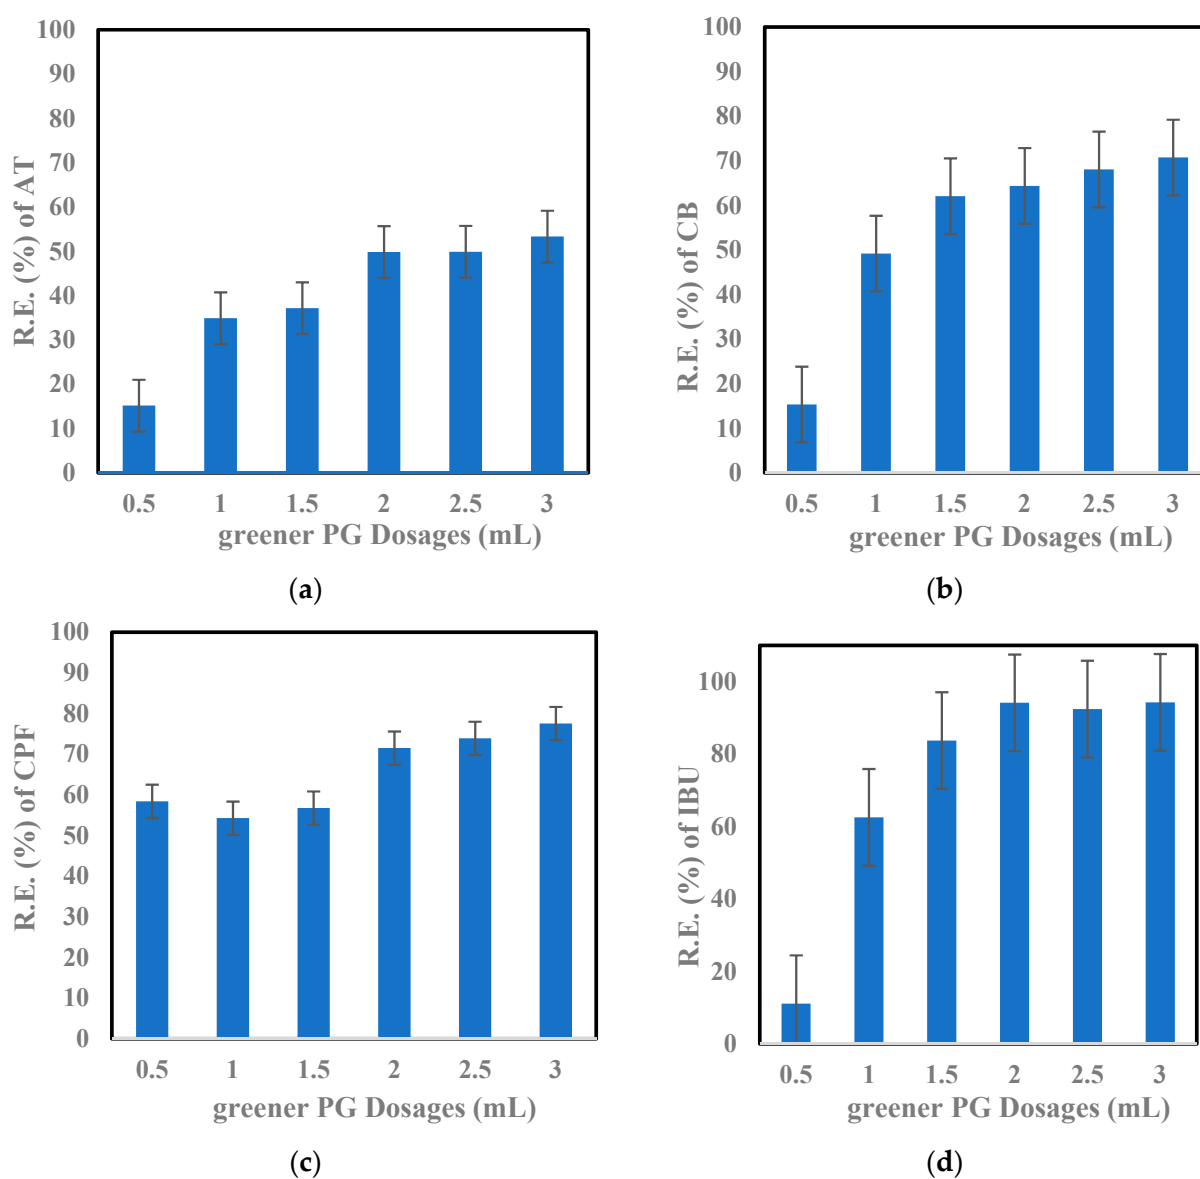 R.E. (%) of AT
100
90
80
70
60
50
40
30
20
10
0
0.5 1 1.5 2 2.5 3
greener PG Dosages (mL)
(a)
R.E. (%) of CB
100
90
80
70
60
50
40
30
20
10
0
0.5 1 1.5 2 2.5 3
greener PG Dosages (mL)
(b)
R.E. (%) of CPF
100
90
80
70
60
50
40
30
20
10
0
0.5 1 1.5 2 2.5 3
greener PG Dosages (mL)
(c)
R.E. (%) of IBU
100
80
60
40
20
0
0.5 1 1.5 2 2.5 3
greener PG Dosages (mL)
(d)